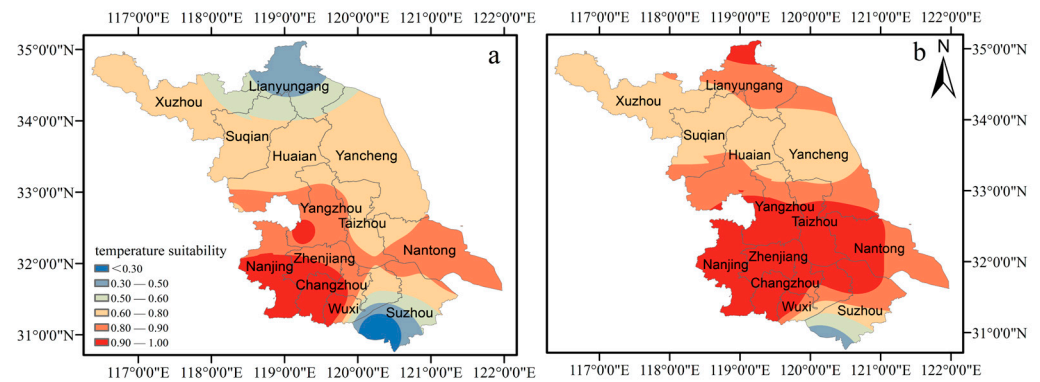 117°0'0"E 118°0'0"E 119°0'0"E 120°0'0"E 121°0'0"E 122°0'0"E
35°0'0"N
34°0'0"N
33°0'0"N
32°0'0"N
31°0'0"N
a
Lianyungang
Xuzhou
Suqian
Huaian
Yancheng
Yangzhou
Taizhou
Nantong
Zhenjiang
Nanjing
Changzhou
Wuxi
Suzhou
temperature suitability
<0.30
0.30 — 0.50
0.50 — 0.60
0.60 — 0.80
0.80 — 0.90
0.90 — 1.00
117°0'0"E 118°0'0"E 119°0'0"E 120°0'0"E 121°0'0"E 122°0'0"E
117°0'0"E 118°0'0"E 119°0'0"E 120°0'0"E 121°0'0"E 122°0'0"E
b
N
Lianyungang
Xuzhou
Suqian
Huaian
Yancheng
Yangzhou
Taizhou
Nantong
Zhenjiang
Nanjing
Changzhou
Wuxi
Suzhou
35°0'0"N
34°0'0"N
33°0'0"N
32°0'0"N
31°0'0"N
117°0'0"E 118°0'0"E 119°0'0"E 120°0'0"E 121°0'0"E 122°0'0"E